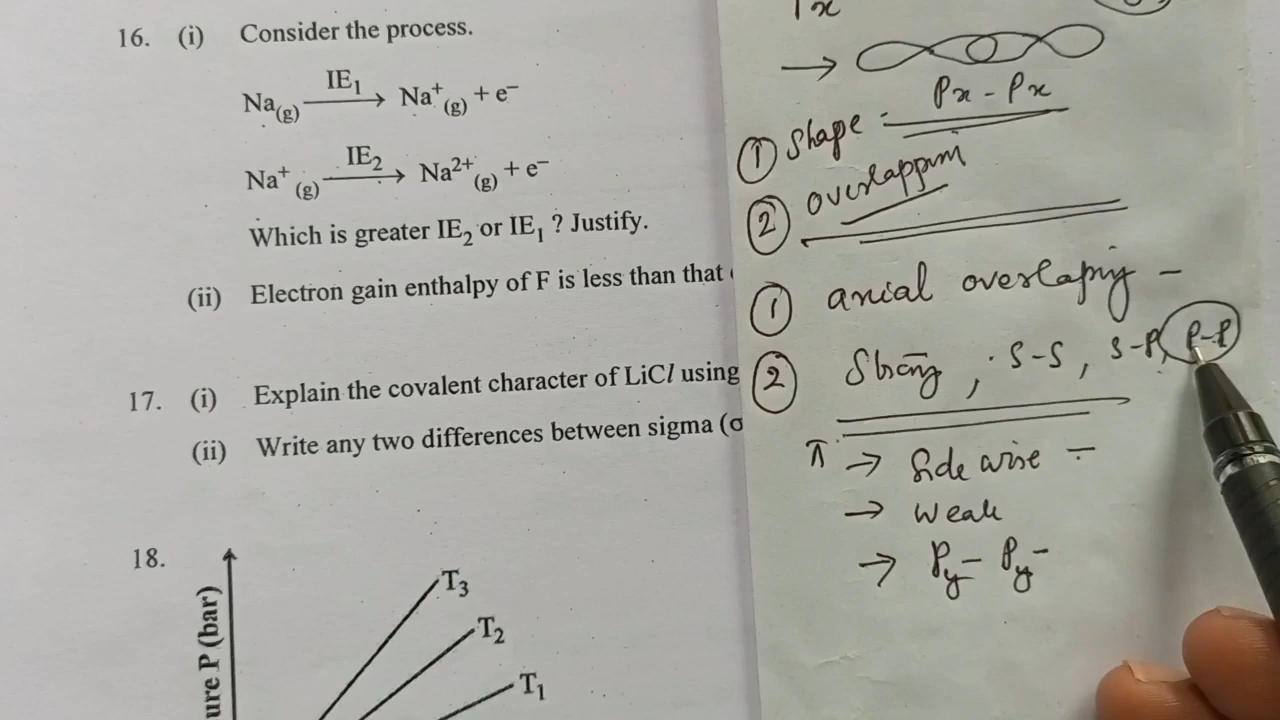 16. (i) Consider the process.
Na(g) IE₁ → Na⁺(g) + e⁻
Na⁺(g) IE₂ → Na²⁺(g) + e⁻
Which is greater IE₂ or IE₁ ? Justify.
(ii) Electron gain enthalpy of F is less than that
17. (i) Explain the covalent character of LiCl using
(ii) Write any two differences between sigma (σ
18.
T₃
T₂
T₁
ure P (bar)
Px
→
① Shape - Px - Px
② overlappin
① axial overlaping -
② Strong, S-S, S-P, P-P
π → Side wise -
→ weak
→ Py - Py -